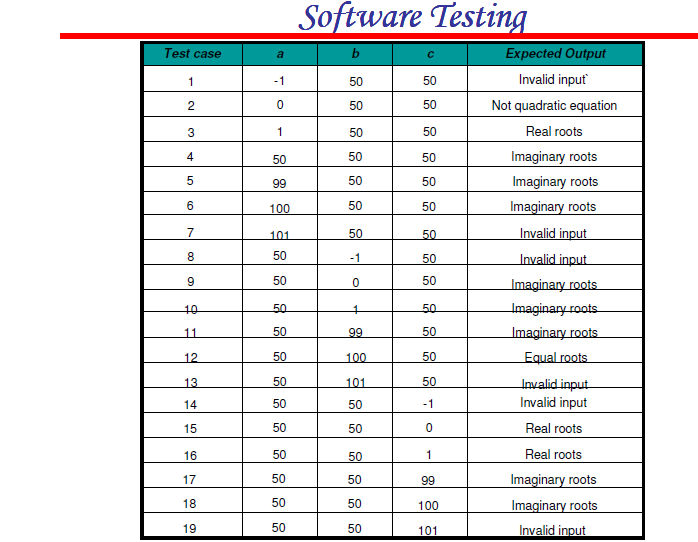 Software Testing
Test case a b c Expected Output
1 -1 50 50 Invalid input`
2 0 50 50 Not quadratic equation
3 1 50 50 Real roots
4 50 50 50 Imaginary roots
5 99 50 50 Imaginary roots
6 100 50 50 Imaginary roots
7 101 50 50 Invalid input
8 50 -1 50 Invalid input
9 50 0 50 Imaginary roots
10 50 1 50 Imaginary roots
11 50 99 50 Imaginary roots
12 50 100 50 Equal roots
13 50 101 50 Invalid input
14 50 50 -1 Invalid input
15 50 50 0 Real roots
16 50 50 1 Real roots
17 50 50 99 Imaginary roots
18 50 50 100 Imaginary roots
19 50 50 101 Invalid input